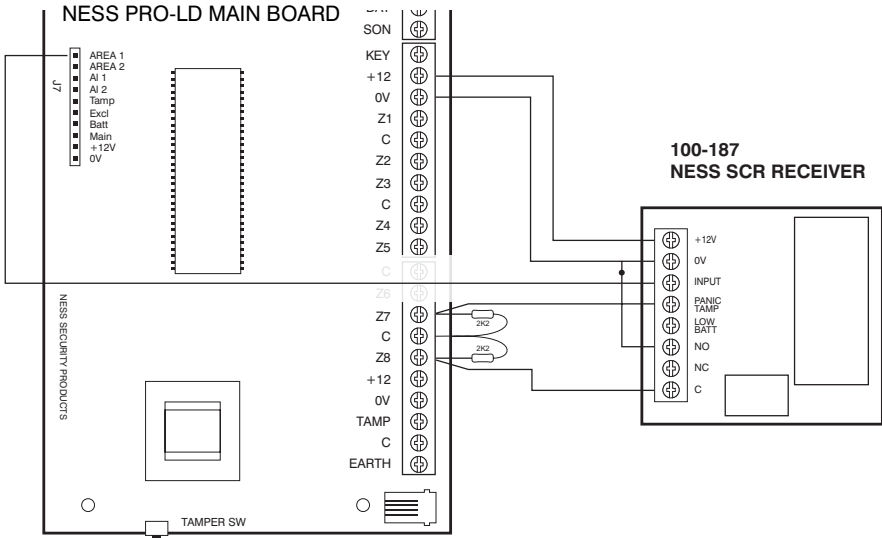 NESS PRO-LD MAIN BOARD
AREA 1
AREA 2
AI 1
AI 2
Tamp
Excl
Batt
Main
+12V
0V
J7
NESS SECURITY PRODUCTS
TAMPER SW
SON
KEY
+12
0V
Z1
C
Z2
Z3
C
Z4
Z5
C
Z6
Z7
C
Z8
+12
0V
TAMP
C
EARTH
2K2
2K2
100-187
NESS SCR RECEIVER
+12V
0V
INPUT
PANIC
TAMP
LOW
BATT
NO
NC
C